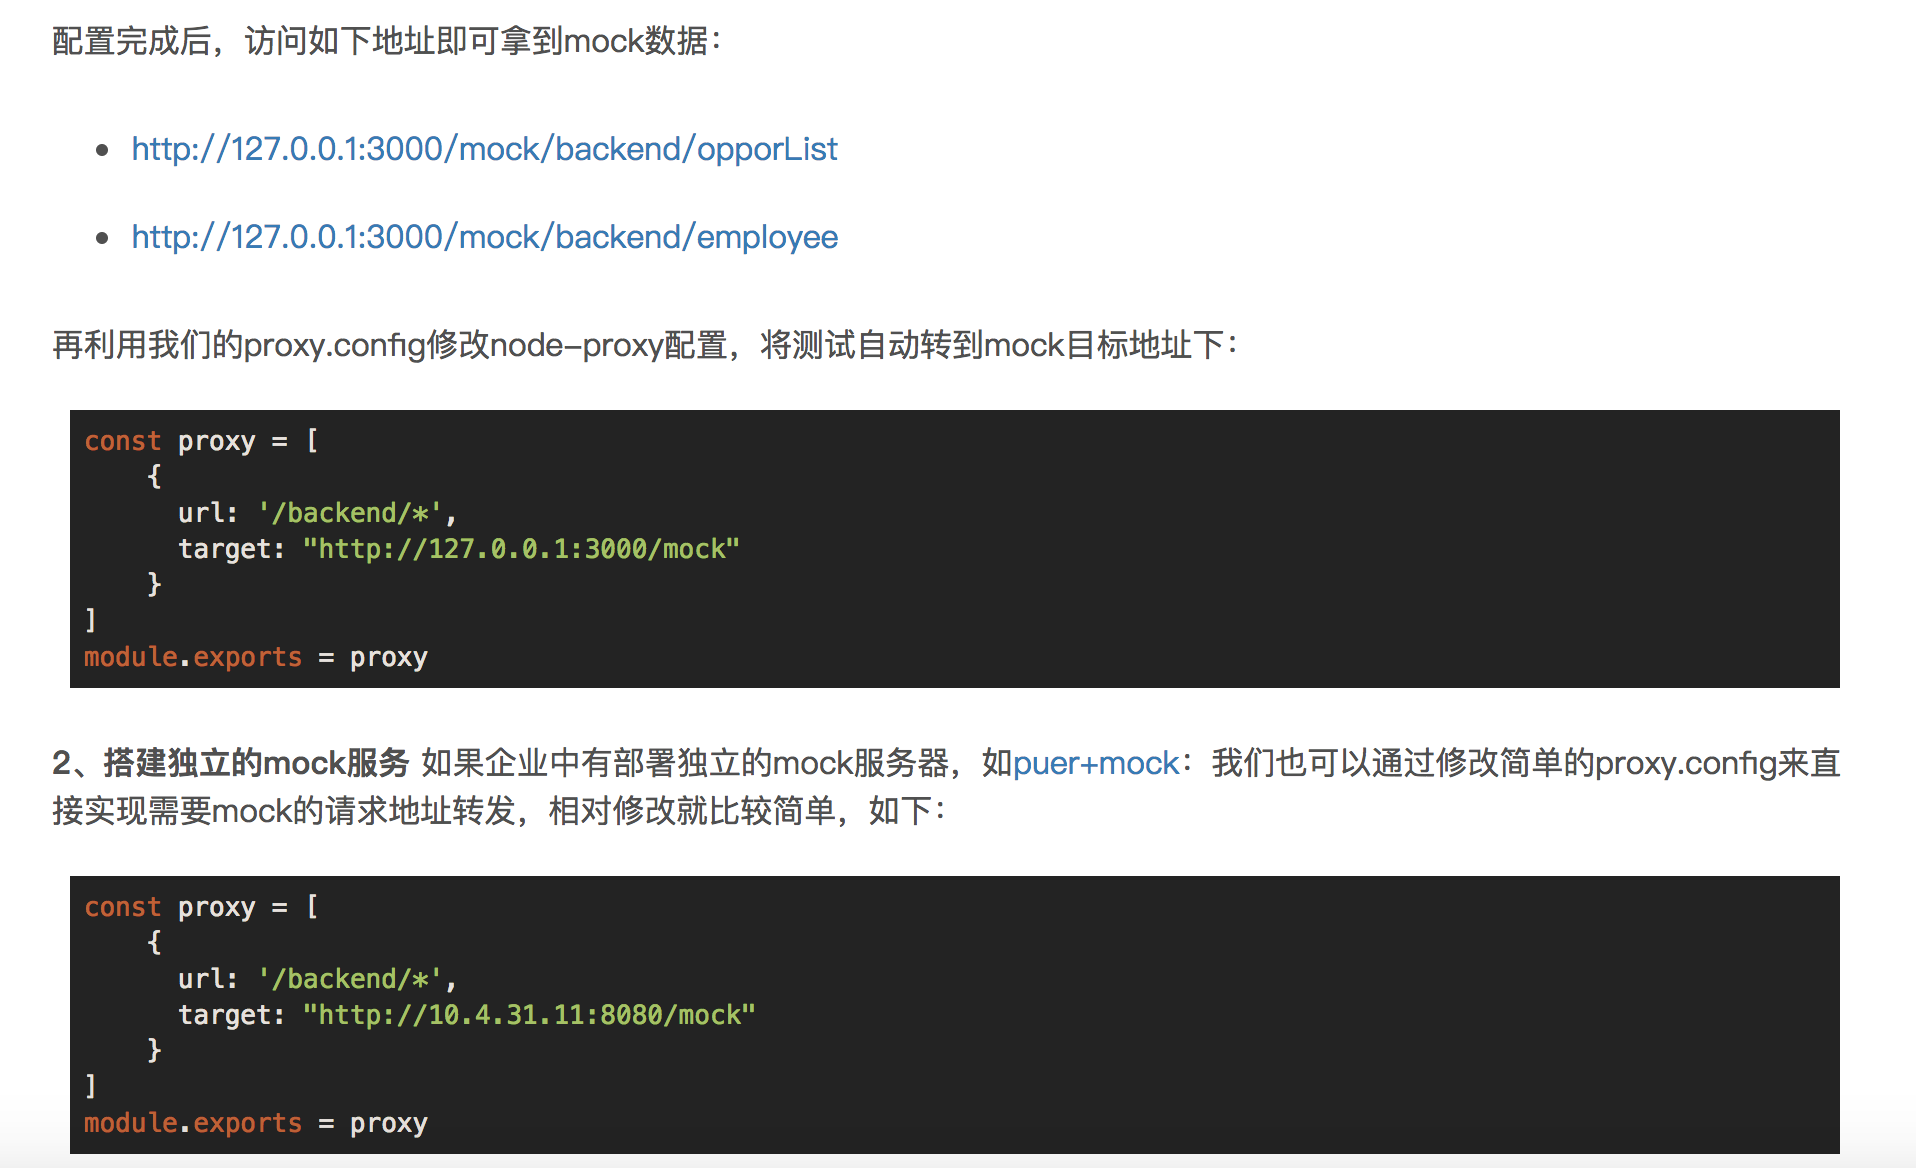 配置完成后，访问如下地址即可拿到mock数据：
http://127.0.0.1:3000/mock/backend/opporList
http://127.0.0.1:3000/mock/backend/employee
再利用我们的proxy.config修改node-proxy配置，将测试自动转到mock目标地址下：
const proxy = [
    {
      url: '/backend/*',
      target: "http://127.0.0.1:3000/mock"
    }
]
module.exports = proxy
2、搭建独立的mock服务 如果企业中有部署独立的mock服务器，如puer+mock：我们也可以通过修改简单的proxy.config来直
接实现需要mock的请求地址转发，相对修改就比较简单，如下：
const proxy = [
    {
      url: '/backend/*',
      target: "http://10.4.31.11:8080/mock"
    }
]
module.exports = proxy